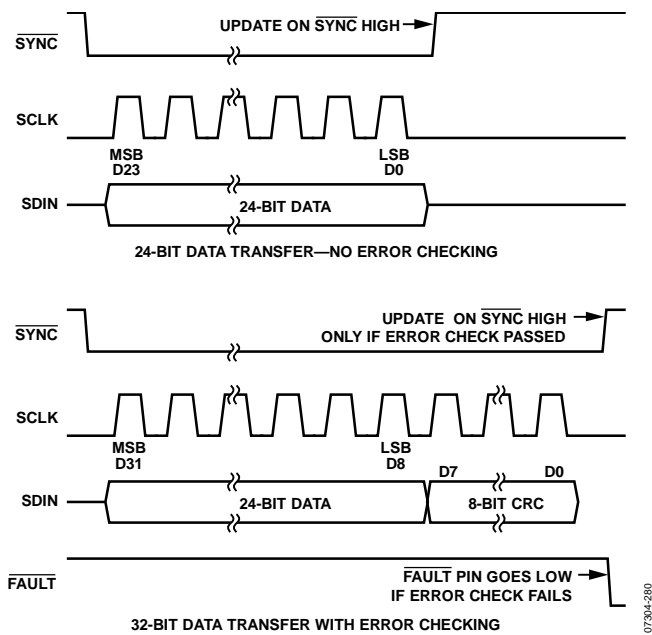 UPDATE ON SYNC HIGH
SYNC
SCLK
MSB
D23
LSB
D0
SDIN
24-BIT DATA
24-BIT DATA TRANSFER—NO ERROR CHECKING
UPDATE ON SYNC HIGH
ONLY IF ERROR CHECK PASSED
SYNC
SCLK
MSB
D31
LSB
D8
D7
D0
SDIN
24-BIT DATA
8-BIT CRC
FAULT
FAULT PIN GOES LOW
IF ERROR CHECK FAILS
32-BIT DATA TRANSFER WITH ERROR CHECKING
07304-280